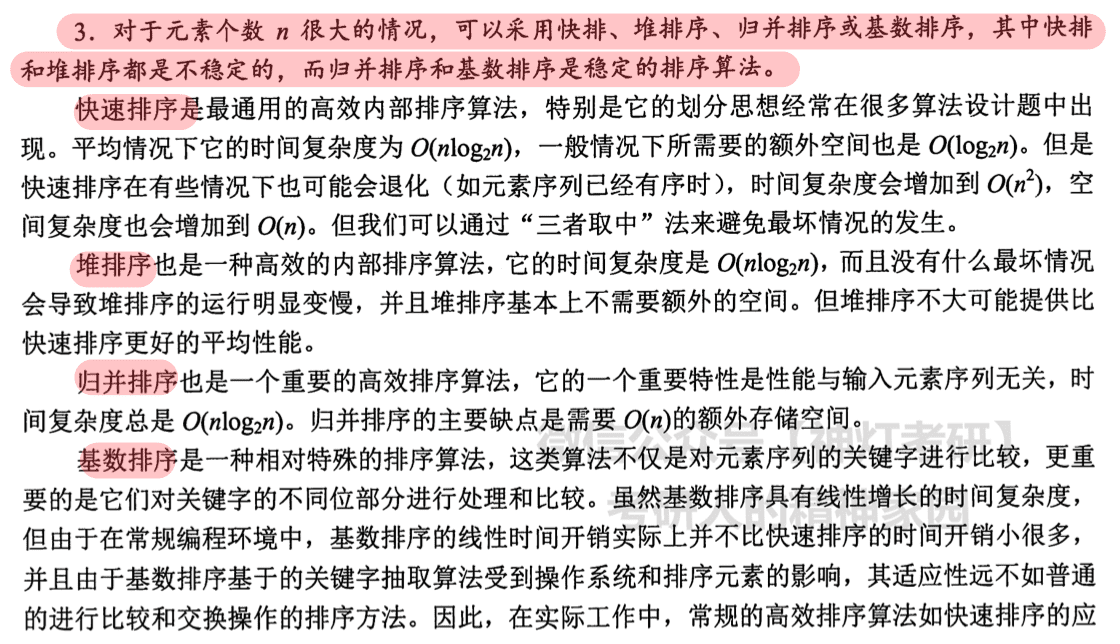 3．对于元素个数 n 很大的情况，可以采用快排、堆排序、归并排序或基数排序，其中快排
和堆排序都是不稳定的，而归并排序和基数排序是稳定的排序算法。
快速排序是最通用的高效内部排序算法，特别是它的划分思想经常在很多算法设计题中出
现。平均情况下它的时间复杂度为 O(nlog₂n)，一般情况下所需要的额外空间也是 O(log₂n)。但是
快速排序在有些情况下也可能会退化（如元素序列已经有序时），时间复杂度会增加到 O(n²)，空
间复杂度也会增加到 O(n)。但我们可以通过“三者取中”法来避免最坏情况的发生。
堆排序也是一种高效的内部排序算法，它的时间复杂度是 O(nlog₂n)，而且没有什么最坏情况
会导致堆排序的运行明显变慢，并且堆排序基本上不需要额外的空间。但堆排序不大可能提供比
快速排序更好的平均性能。
归并排序也是一个重要的高效排序算法，它的一个重要特性是性能与输入元素序列无关，时
间复杂度总是 O(nlog₂n)。归并排序的主要缺点是需要 O(n)的额外存储空间。
微信公众号【神灯考研】
基数排序是一种相对特殊的排序算法，这类算法不仅是对元素序列的关键字进行比较，更重
要的是它们对关键字的不同位部分进行处理和比较。虽然基数排序具有线性增长的时间复杂度，
考研人的精神家园
但由于在常规编程环境中，基数排序的线性时间开销实际上并不比快速排序的时间开销小很多，
并且由于基数排序基于的关键字抽取算法受到操作系统和排序元素的影响，其适应性远不如普通
的进行比较和交换操作的排序方法。因此，在实际工作中，常规的高效排序算法如快速排序的应